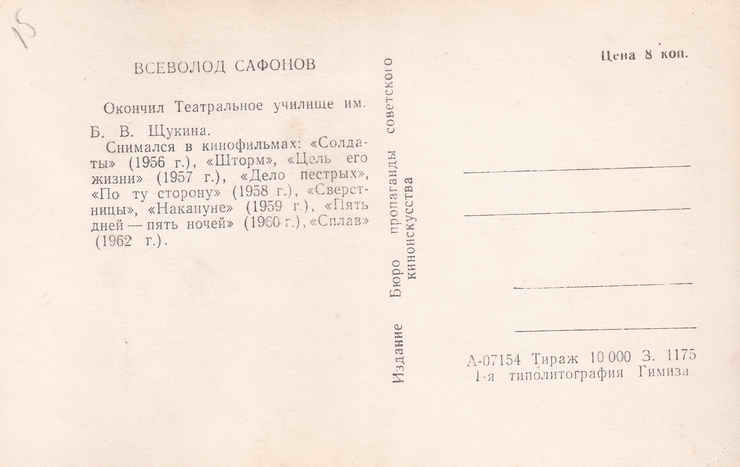 15
ВСЕВОЛОД САФОНОВ
Окончил Театральное училище им.
Б. В. Щукина.
Снимался в кинофильмах: «Солда-
ты» (1956 г.), «Шторм», «Цель его
жизни» (1957 г.), «Дело пестрых»,
«По ту сторону» (1958 г.), «Сверст-
ницы», «Накануне» (1959 г.), «Пять
дней — пять ночей» (1960 г.), «Сплав»
(1962 г.).
Издание Бюро пропаганды советского
киноискусства
Цена 8 коп.
А-07154 Тираж 10 000 З. 1175
1-я типолитография Гимиза